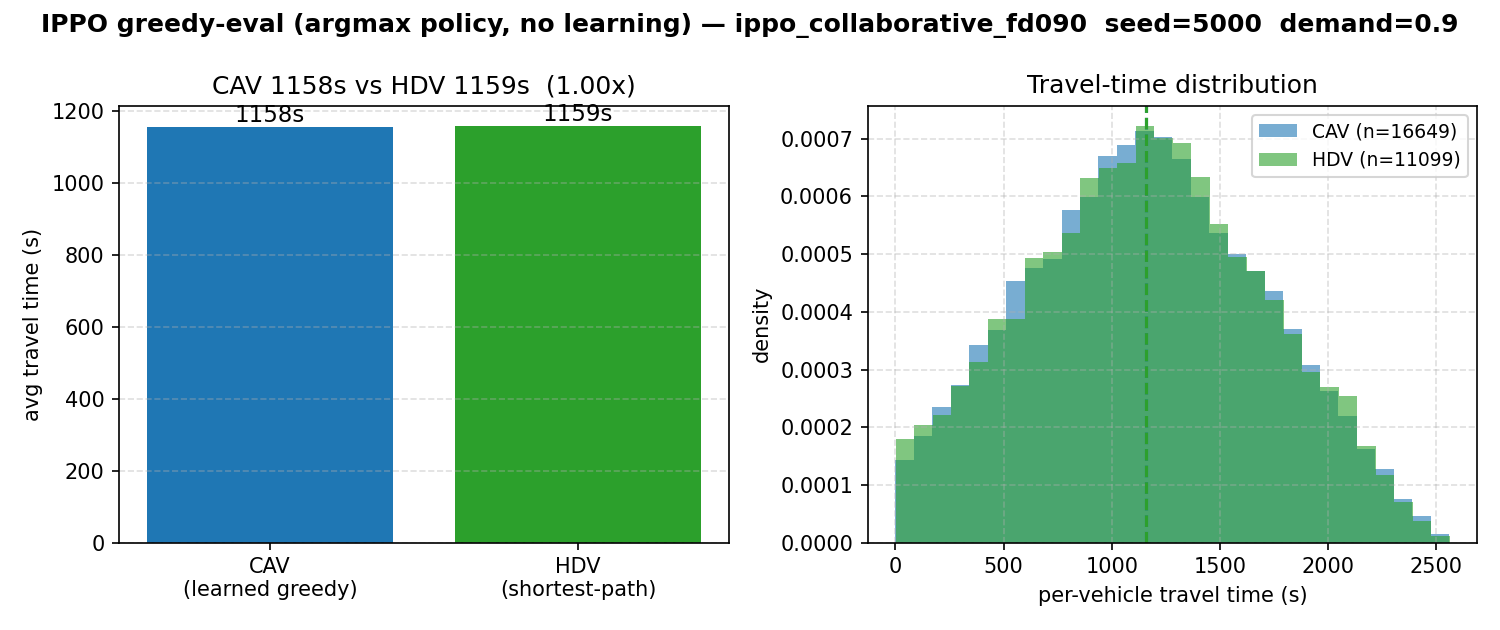 IPPO greedy-eval (argmax policy, no learning) — ippo_collaborative_fd090  seed=5000  demand=0.9
CAV 1158s vs HDV 1159s  (1.00x)
1158s
1159s
1200
1000
800
600
400
200
0
avg travel time (s)
CAV
(learned greedy)
HDV
(shortest-path)
Travel-time distribution
CAV (n=16649)
HDV (n=11099)
0.0007
0.0006
0.0005
0.0004
0.0003
0.0002
0.0001
0.0000
density
0
500
1000
1500
2000
2500
per-vehicle travel time (s)